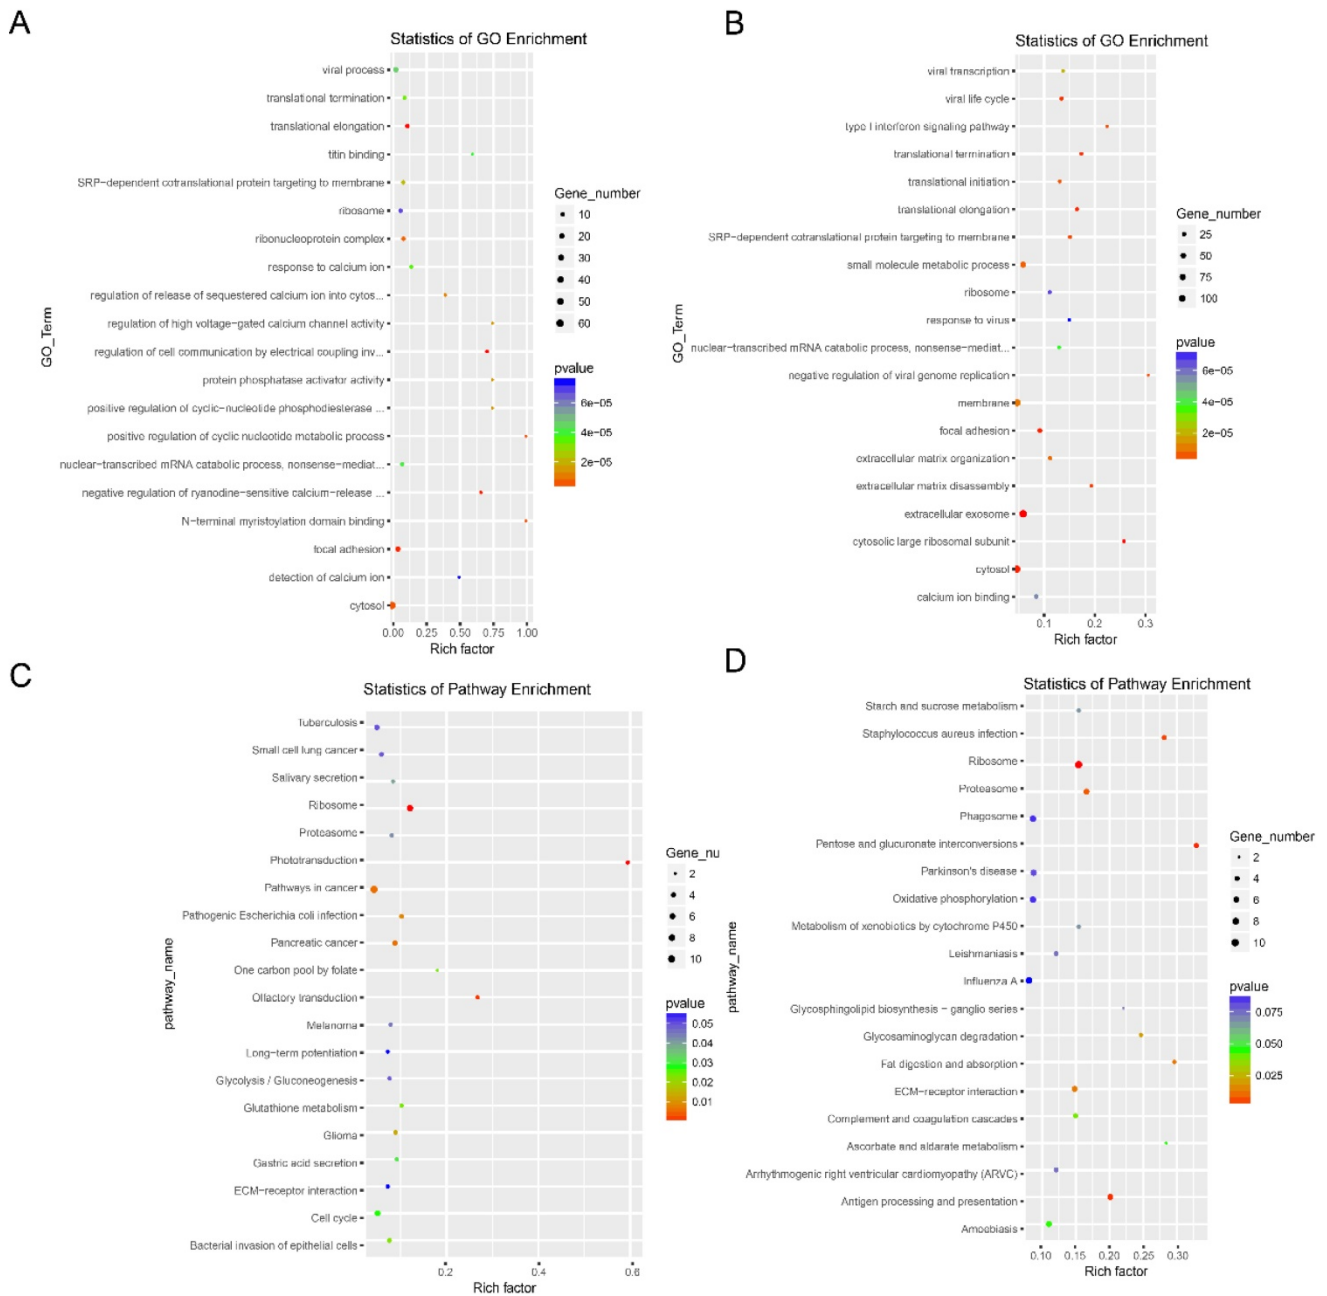 A
Statistics of GO Enrichment
viral process
translational termination
translational elongation
titin binding
SRP-dependent cotranslational protein targeting to membrane
ribosome
ribonucleoprotein complex
response to calcium ion
regulation of release of sequestered calcium ion into cytos...
regulation of high voltage-gated calcium channel activity
regulation of cell communication by electrical coupling inv...
protein phosphatase activator activity
positive regulation of cyclic-nucleotide phosphodiesterase ...
positive regulation of cyclic nucleotide metabolic process
nuclear-transcribed mRNA catabolic process, nonsense-mediat...
negative regulation of ryanodine-sensitive calcium-release ...
N-terminal myristoylation domain binding
focal adhesion
detection of calcium ion
cytosol
GO_Term
0.00 0.25 0.50 0.75 1.00
Rich factor
Gene_number
10
20
30
40
50
60
pvalue
6e-05
4e-05
2e-05
B
Statistics of GO Enrichment
viral transcription
viral life cycle
type I interferon signaling pathway
translational termination
translational initiation
translational elongation
SRP-dependent cotranslational protein targeting to membrane
small molecule metabolic process
ribosome
response to virus
nuclear-transcribed mRNA catabolic process, nonsense-mediat...
negative regulation of viral genome replication
membrane
focal adhesion
extracellular matrix organization
extracellular matrix disassembly
extracellular exosome
cytosolic large ribosomal subunit
cytosol
calcium ion binding
GO_Term
0.1 0.2 0.3
Rich factor
Gene_number
25
50
75
100
pvalue
6e-05
4e-05
2e-05
C
Statistics of Pathway Enrichment
Tuberculosis
Small cell lung cancer
Salivary secretion
Ribosome
Proteasome
Phototransduction
Pathways in cancer
Pathogenic Escherichia coli infection
Pancreatic cancer
One carbon pool by folate
Olfactory transduction
Melanoma
Long-term potentiation
Glycolysis / Gluconeogenesis
Glutathione metabolism
Glioma
Gastric acid secretion
ECM-receptor interaction
Cell cycle
Bacterial invasion of epithelial cells
pathway_name
0.2 0.4 0.6
Rich factor
Gene_nu
2
4
6
8
10
pvalue
0.05
0.04
0.03
0.02
0.01
D
Statistics of Pathway Enrichment
Starch and sucrose metabolism
Staphylococcus aureus infection
Ribosome
Proteasome
Phagosome
Pentose and glucuronate interconversions
Parkinson's disease
Oxidative phosphorylation
Metabolism of xenobiotics by cytochrome P450
Leishmaniasis
Influenza A
Glycosphingolipid biosynthesis - ganglio series
Glycosaminoglycan degradation
Fat digestion and absorption
ECM-receptor interaction
Complement and coagulation cascades
Ascorbate and aldarate metabolism
Arrhythmogenic right ventricular cardiomyopathy (ARVC)
Antigen processing and presentation
Amoebiasis
pathway_name
0.10 0.15 0.20 0.25 0.30
Rich factor
Gene_number
2
4
6
8
10
pvalue
0.075
0.050
0.025